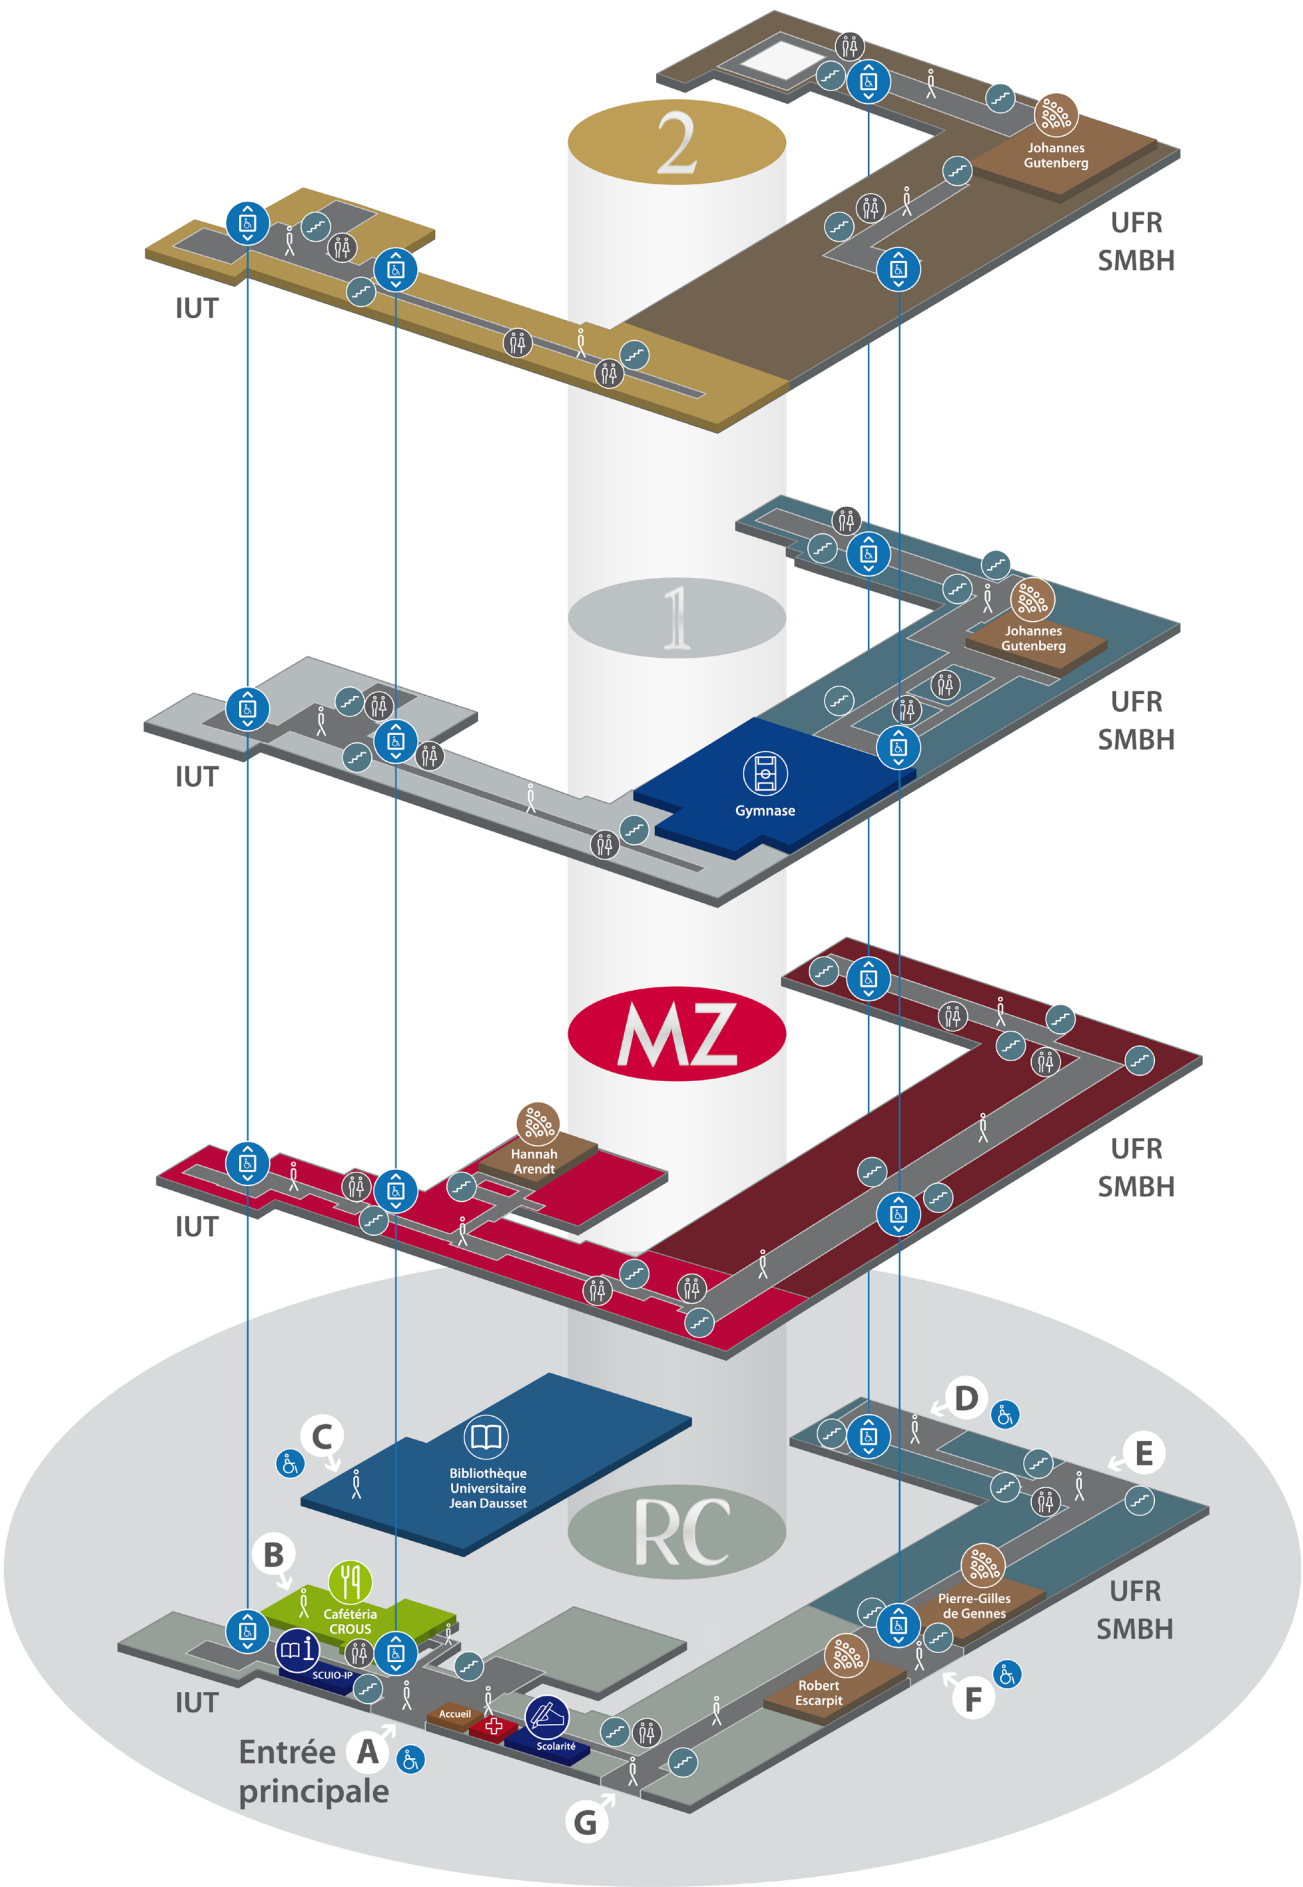 2
Johannes
Gutenberg
UFR
SMBH
IUT
1
Johannes
Gutenberg
UFR
SMBH
Gymnase
IUT
MZ
Hannah
Arendt
UFR
SMBH
IUT
D
C
E
Bibliothèque
Universitaire
Jean Dausset
RC
B
Cafétéria
CROUS
Pierre-Gilles
de Gennes
UFR
SMBH
SCUIO-IP
Robert
Escarpit
F
IUT
Accueil
Scolarité
Entrée A
principale
G